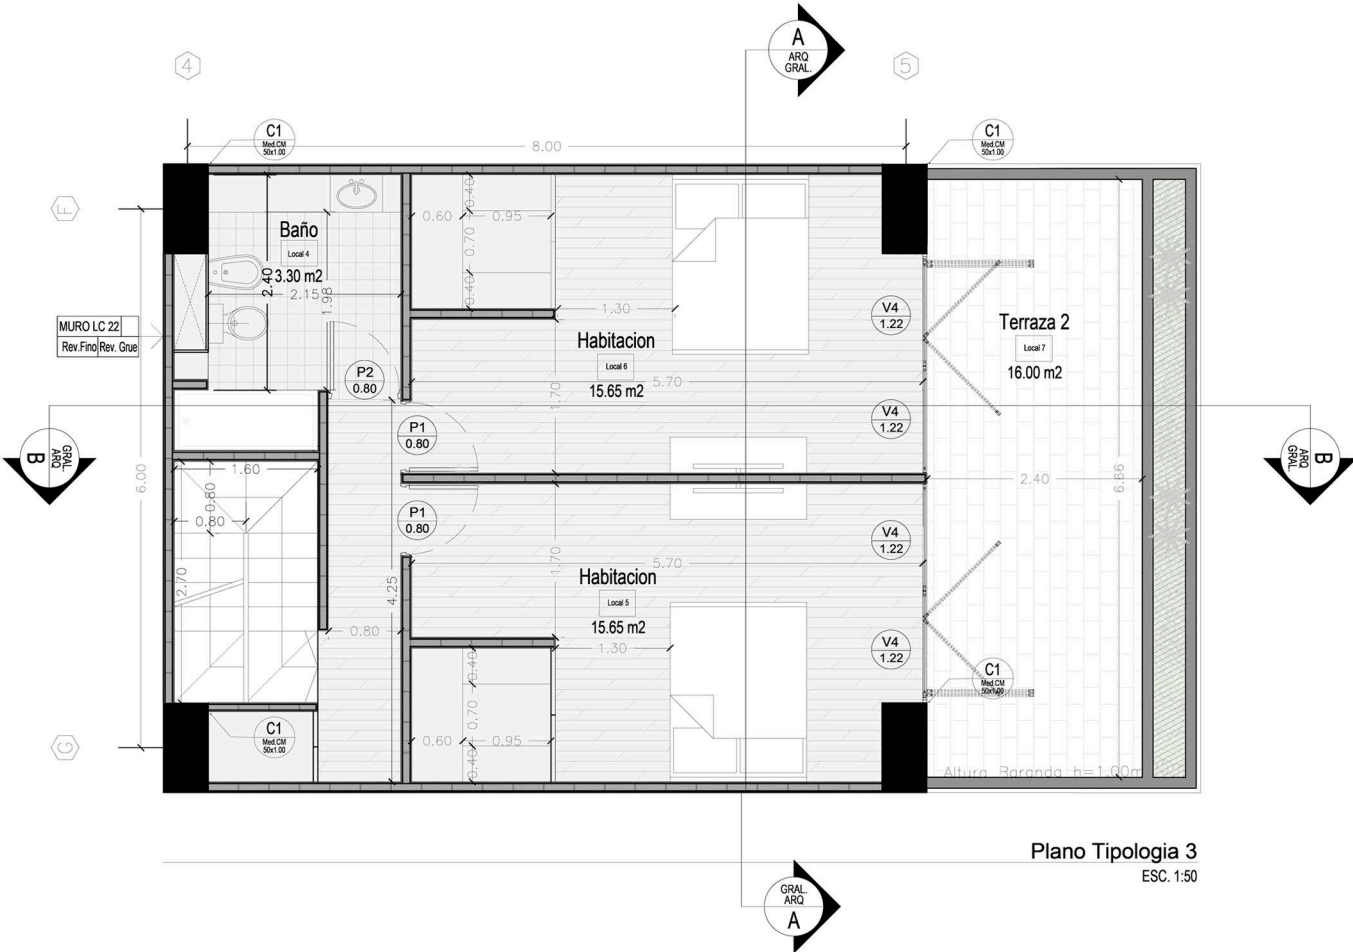 A
ARQ
GRAL.
4
5
C1
Med.CM
50x1.00
C1
Med.CM
50x1.00
8.00
F
Baño
Local 4
3.30 m2
2.40
2.15
1.98
0.60
0.95
0.40
0.70
0.40
1.30
V4
1.22
Habitacion
Local 6
15.65 m2
5.70
1.70
Terraza 2
Local 7
16.00 m2
MURO LC 22
Rev.Fino Rev. Grue
P2
0.80
P1
0.80
V4
1.22
GRAL.
ARQ
B
ARQ
GRAL.
B
6.00
1.60
0.80
0.80
2.70
2.40
6.66
P1
0.80
V4
1.22
Habitacion
Local 5
15.65 m2
5.70
1.70
4.25
0.80
1.30
V4
1.22
C1
Med.CM
50x1.00
0.40
0.70
0.40
0.60
0.95
C1
Med.CM
50x1.00
G
Altura Baranda h=1.00m
Plano Tipologia 3
ESC. 1:50
GRAL.
ARQ
A